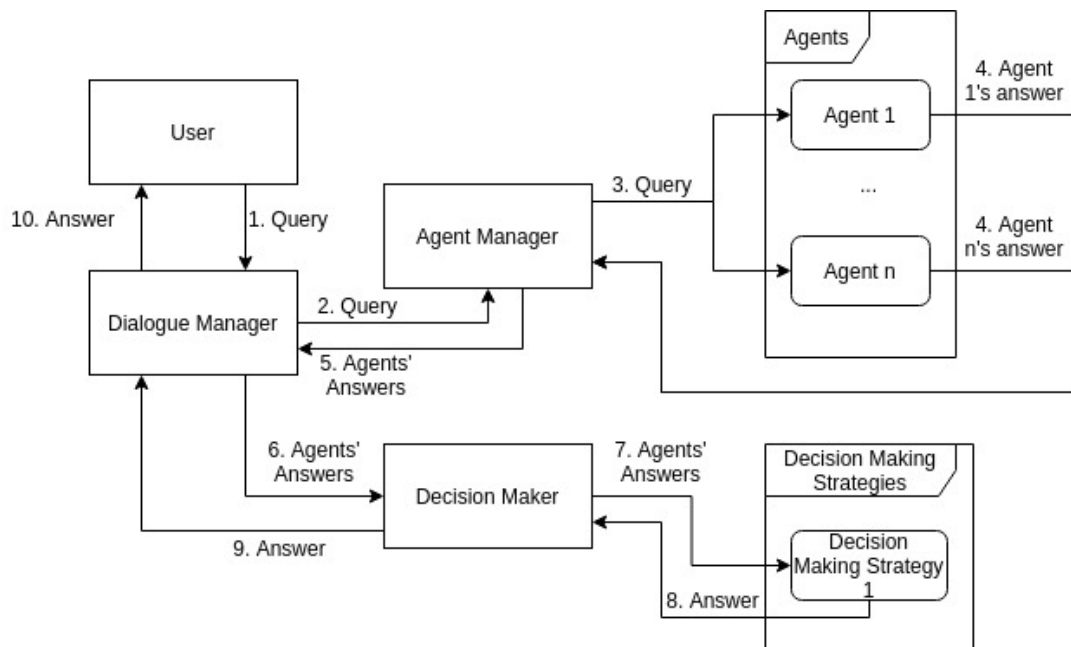 Agents
4. Agent
1's answer
User
Agent 1
3. Query
10. Answer
1. Query
Agent Manager
...
4. Agent
n's answer
Agent n
2. Query
Dialogue Manager
5. Agents'
Answers
6. Agents'
Answers
7. Agents'
Answers
Decision Making
Strategies
Decision Maker
9. Answer
Decision
Making Strategy
1
8. Answer